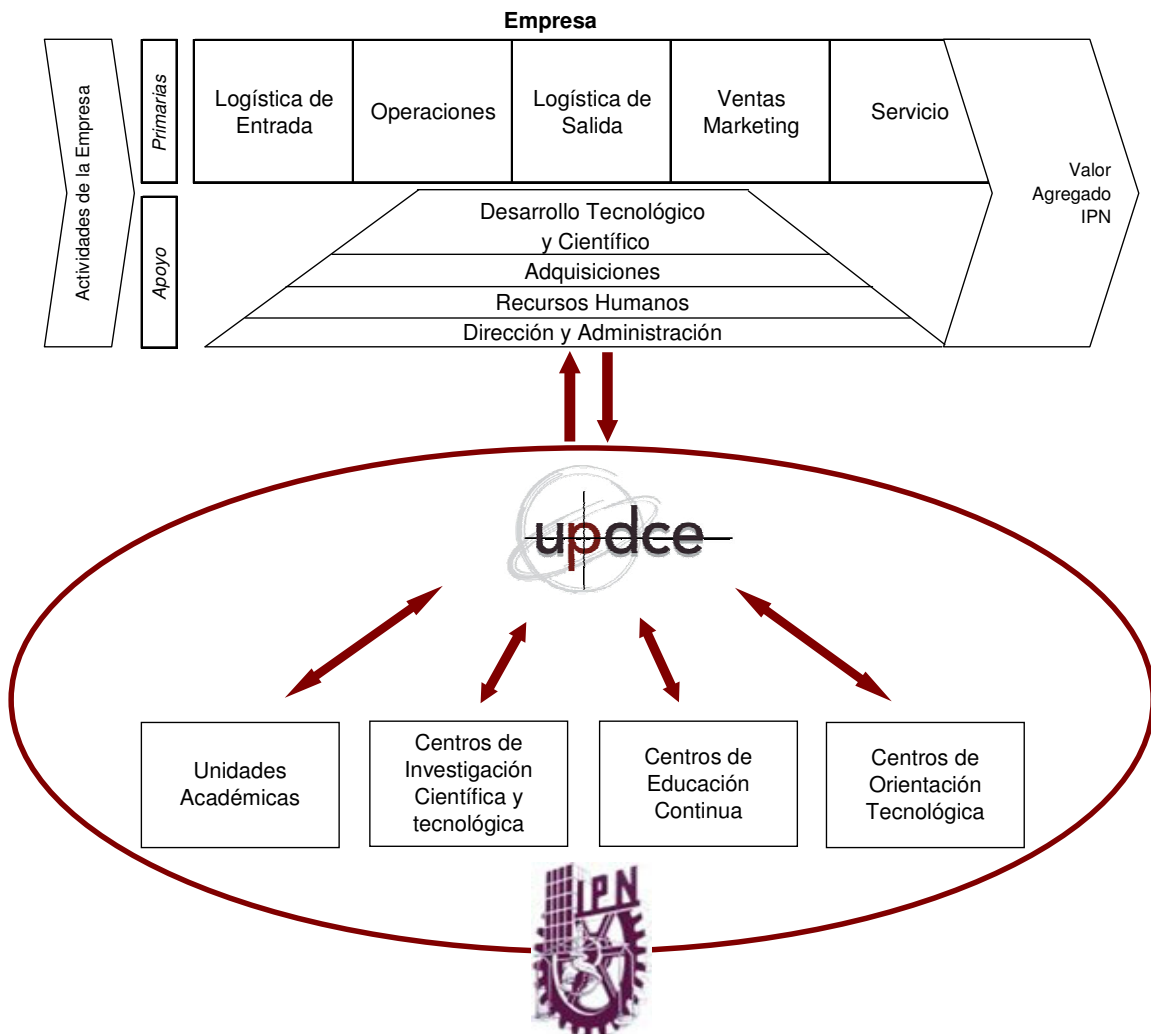 Empresa
Actividades de la Empresa
Primarias
Logística de
Entrada
Operaciones
Logística de
Salida
Ventas
Marketing
Servicio
Valor
Agregado
IPN
Apoyo
Desarrollo Tecnológico
y Científico
Adquisiciones
Recursos Humanos
Dirección y Administración
updce
Unidades
Académicas
Centros de
Investigación
Científica y
tecnológica
Centros de
Educación
Continua
Centros de
Orientación
Tecnológica
IPN